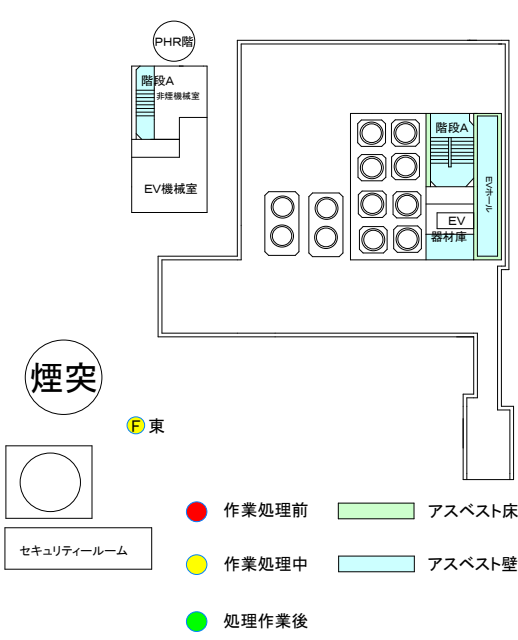 PHR階
階段A
非煙機械室
EV機械室
階段A
EVホール
EV
器材庫
煙突
F 東
セキュリティールーム
作業処理前
アスベスト床
作業処理中
アスベスト壁
処理作業後